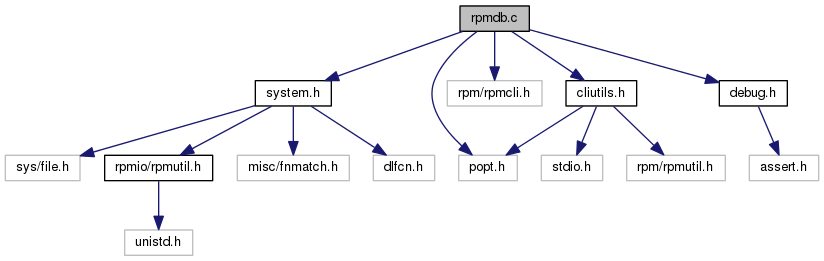 rpmdb.c
system.h
rpm/rpmcli.h
cliutils.h
debug.h
sys/file.h
rpmio/rpmutil.h
misc/fnmatch.h
dlfcn.h
popt.h
stdio.h
rpm/rpmutil.h
assert.h
unistd.h